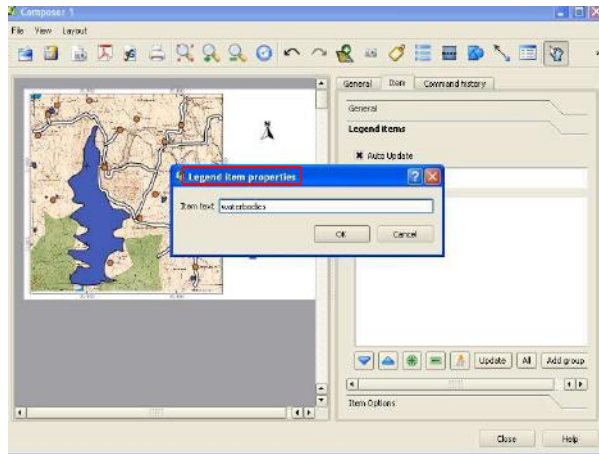 Composer 1
File View Layout
General Item Command history
General
Legend items
Auto Update
Legend item properties
Item text waterbodies
OK Cancel
Update All Add group
Item Options
Close Help